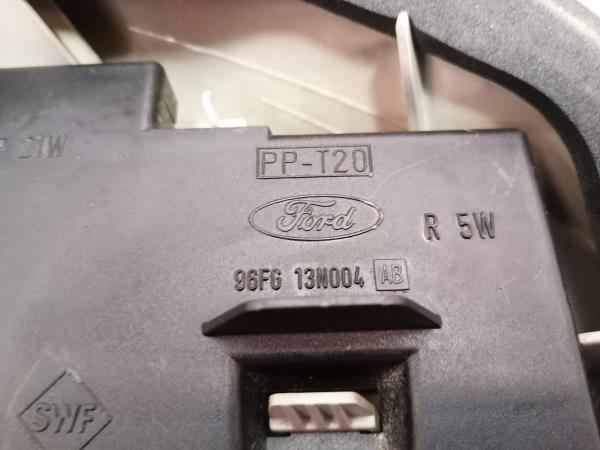 21W
PP-T20
Ford
R 5W
96FG 13N004 AB
SWF